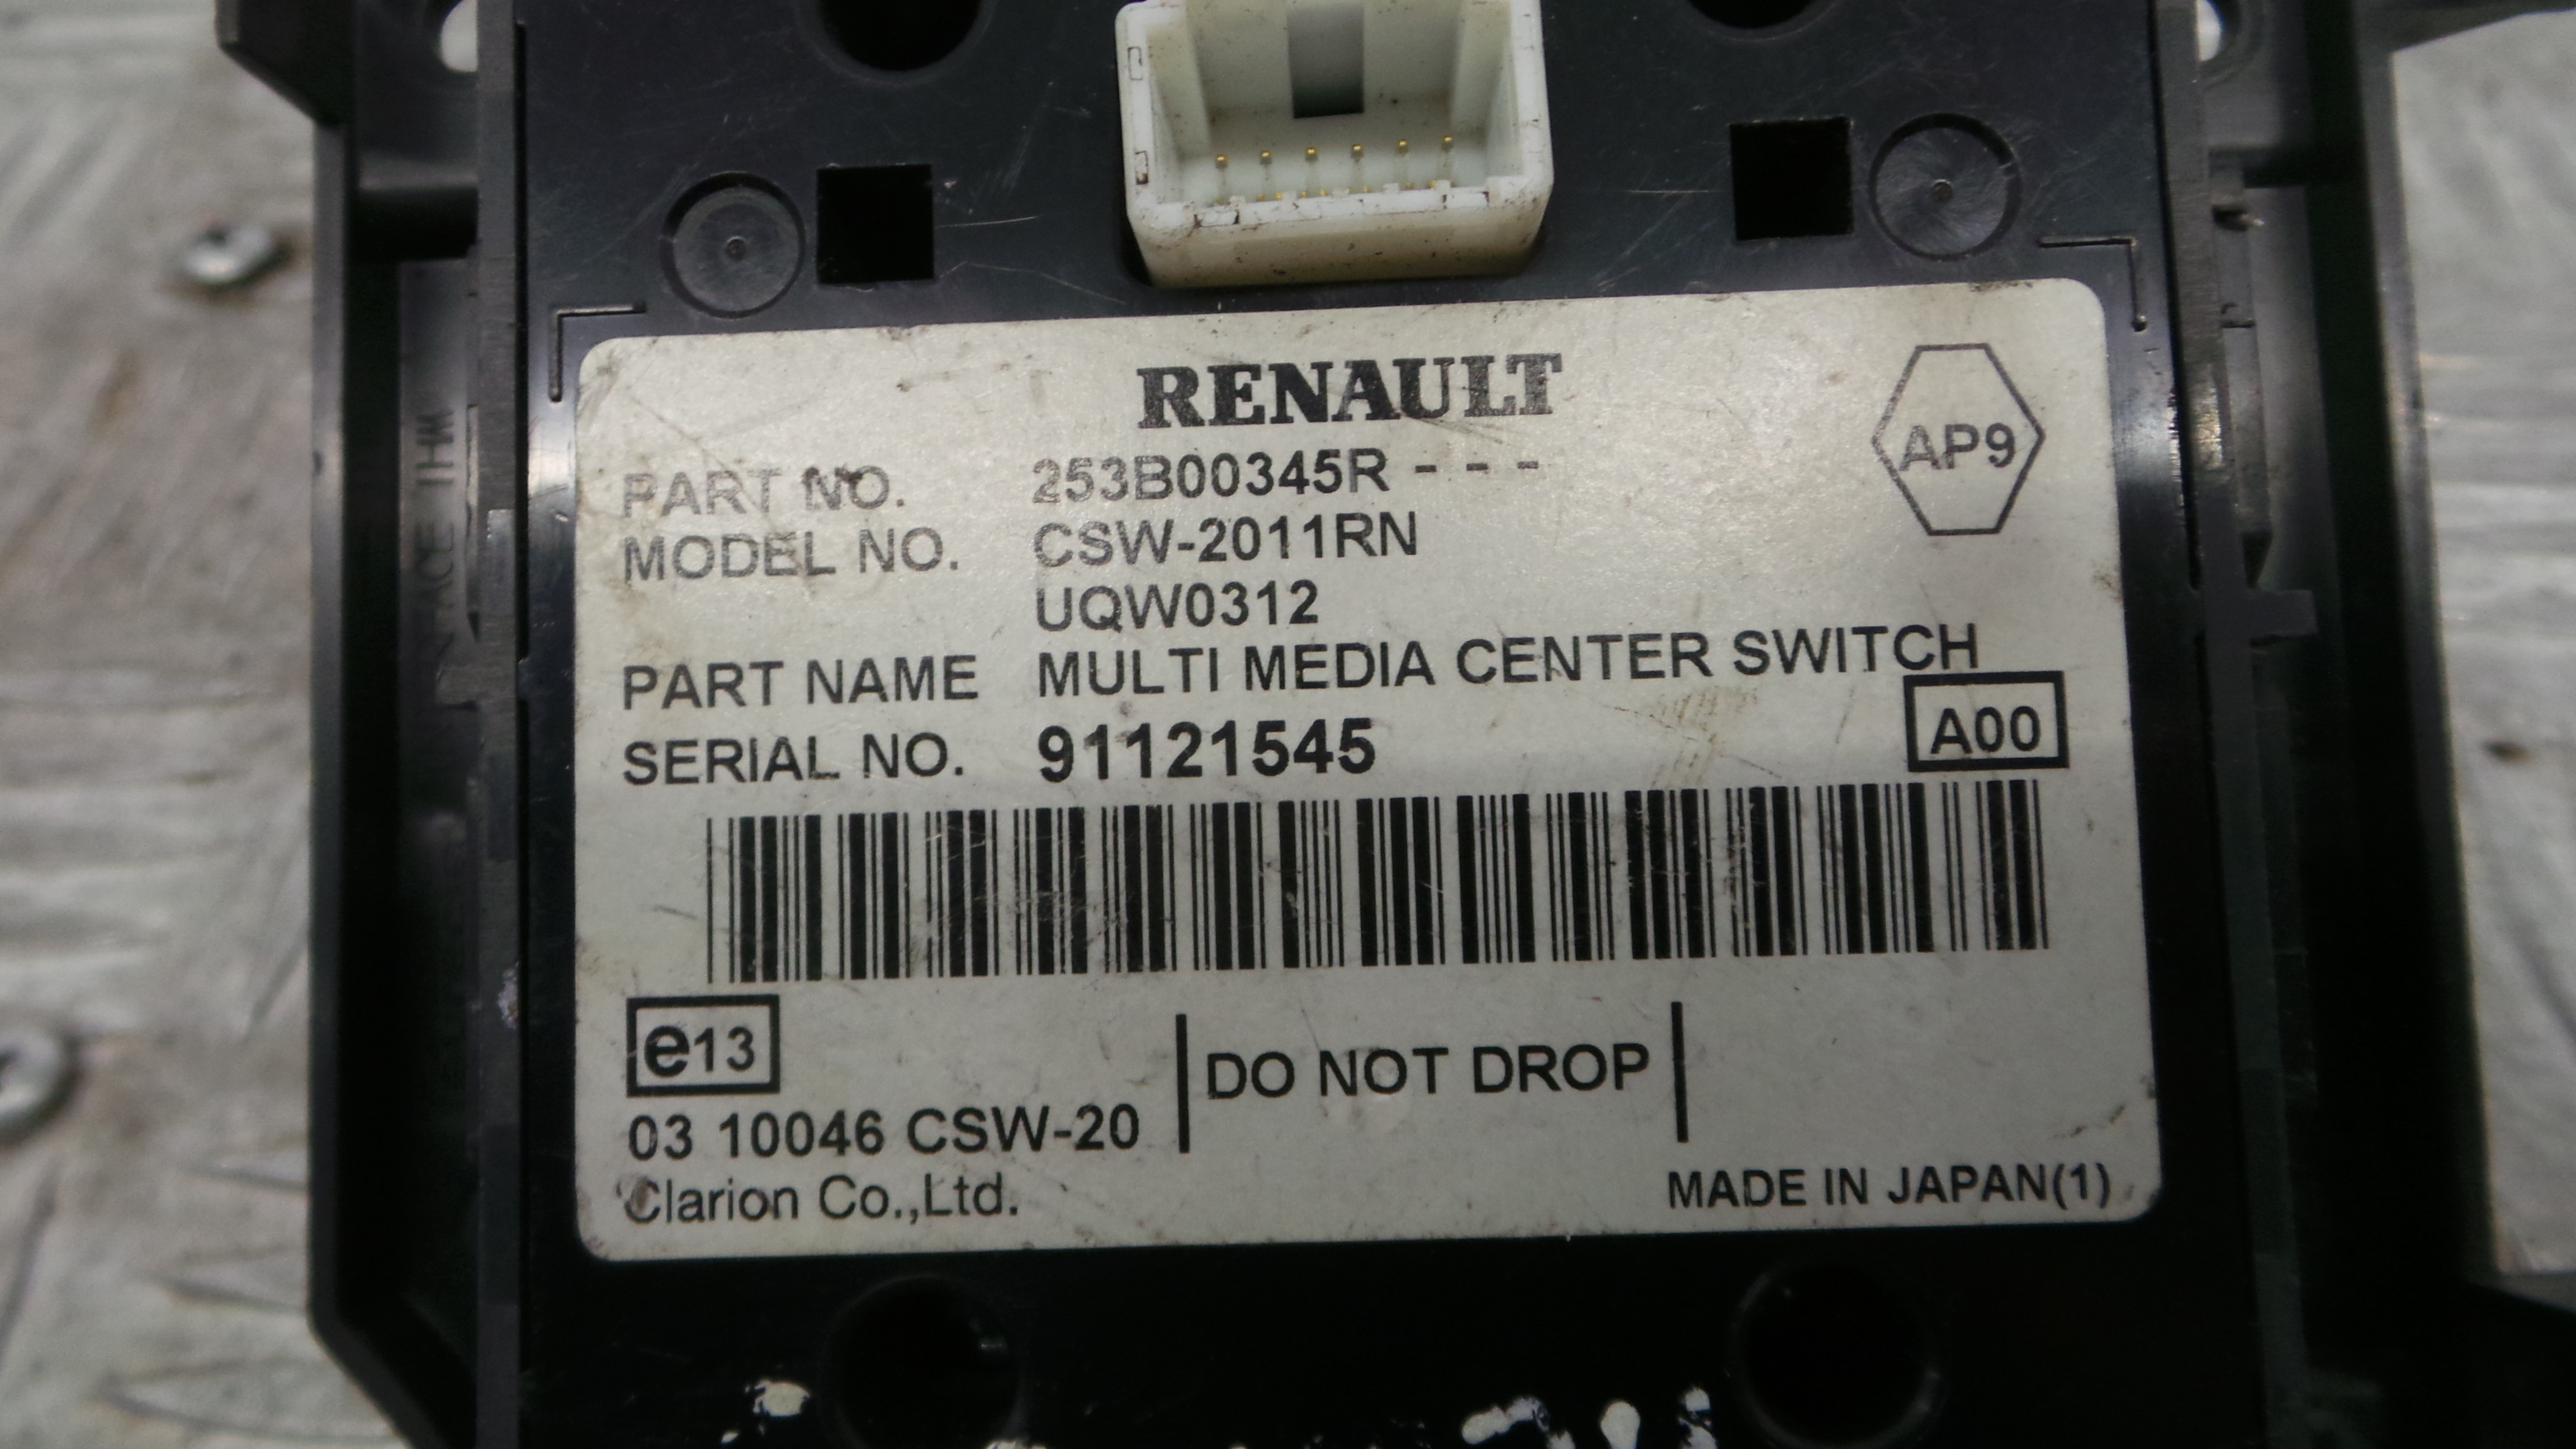 RENAULT
AP9
PART NO. 253B00345R - - -
MODEL NO. CSW-2011RN
UQW0312
PART NAME MULTI MEDIA CENTER SWITCH
SERIAL NO. 91121545
A00
e13
DO NOT DROP
03 10046 CSW-20
Clarion Co.,Ltd.
MADE IN JAPAN(1)